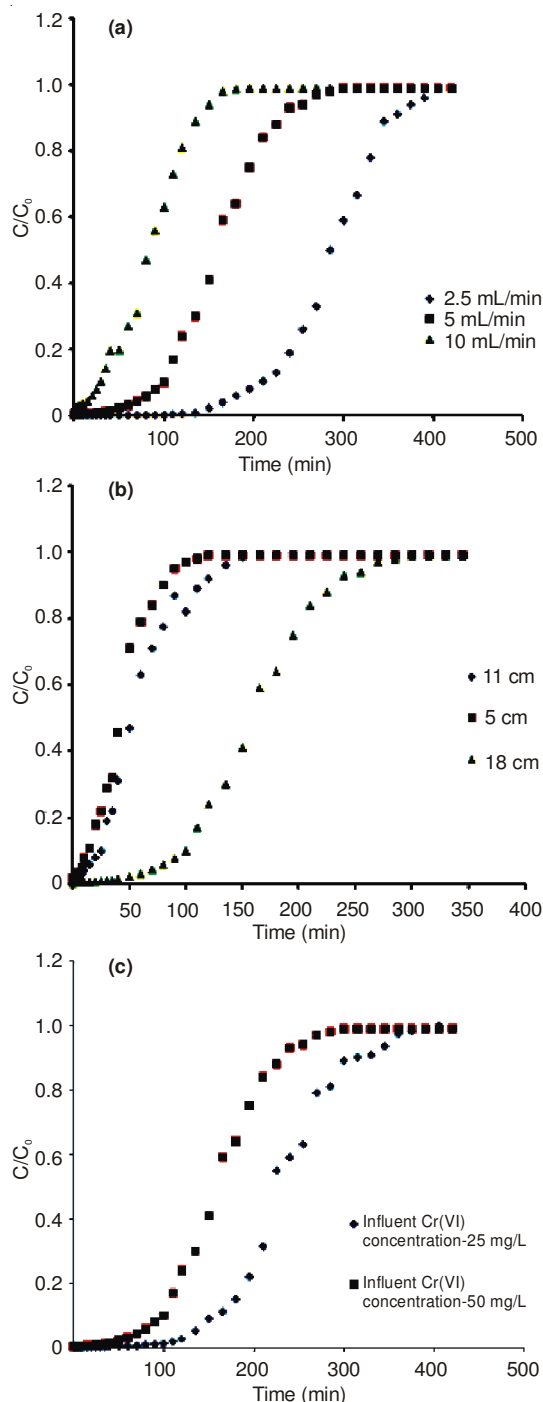 (a)
1.2
1.0
0.8
0.6
0.4
0.2
0
C/C₀
2.5 mL/min
5 mL/min
10 mL/min
100 200 300 400 500
Time (min)
(b)
1.2
1.0
0.8
0.6
0.4
0.2
0
C/C₀
11 cm
5 cm
18 cm
50 100 150 200 250 300 350 400
Time (min)
(c)
1.2
1.0
0.8
0.6
0.4
0.2
0
C/C₀
Influent Cr(VI)
concentration-25 mg/L
Influent Cr(VI)
concentration-50 mg/L
100 200 300 400 500
Time (min)